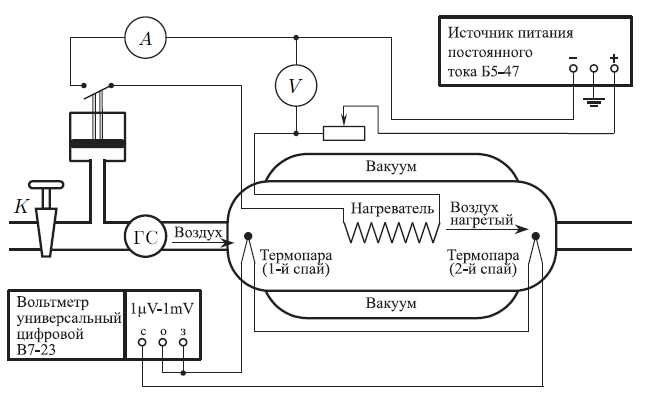 A
Источник питания
постоянного
тока Б5-47
− +
V
Вакуум
K
ГС
Воздух
Нагреватель
Воздух
нагретый
Термопара
(1-й спай)
Термопара
(2-й спай)
Вакуум
Вольтметр
универсальный
цифровой
В7-23
1μV-1mV
с о з